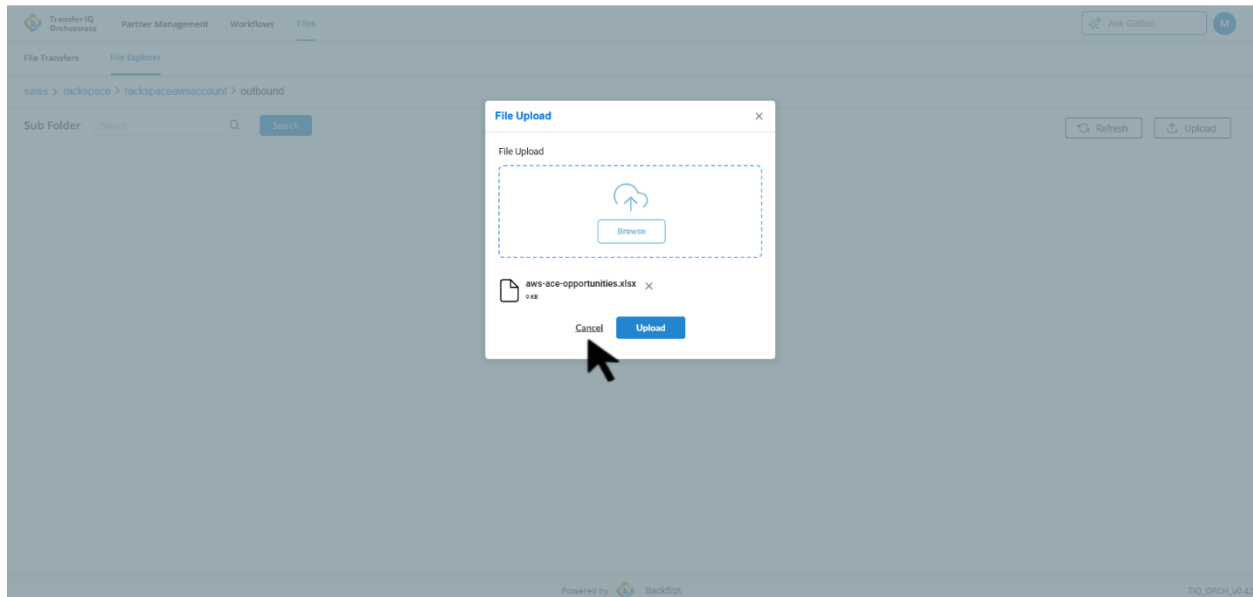 Transfer IQ
Orchestrate
Partner Management Workflows Files
Ask Galileo...
M
File Transfers File Explorer
sales > rackspace > rackspaceawsaccount > outbound
Sub Folder Search Search
Refresh Upload
File Upload
File Upload
Browse
aws-ace-opportunities.xlsx
9 KB
Cancel Upload
Powered by Backflipt